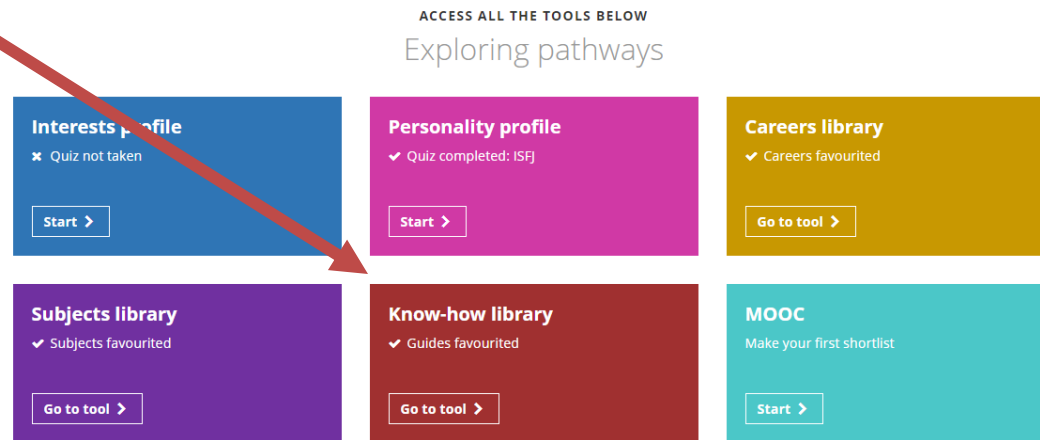 ACCESS ALL THE TOOLS BELOW
Exploring pathways
Interests profile
Quiz not taken
Start
Personality profile
Quiz completed: ISFJ
Start
Careers library
Careers favourited
Go to tool
Subjects library
Subjects favourited
Go to tool
Know-how library
Guides favourited
Go to tool
MOOC
Make your first shortlist
Start